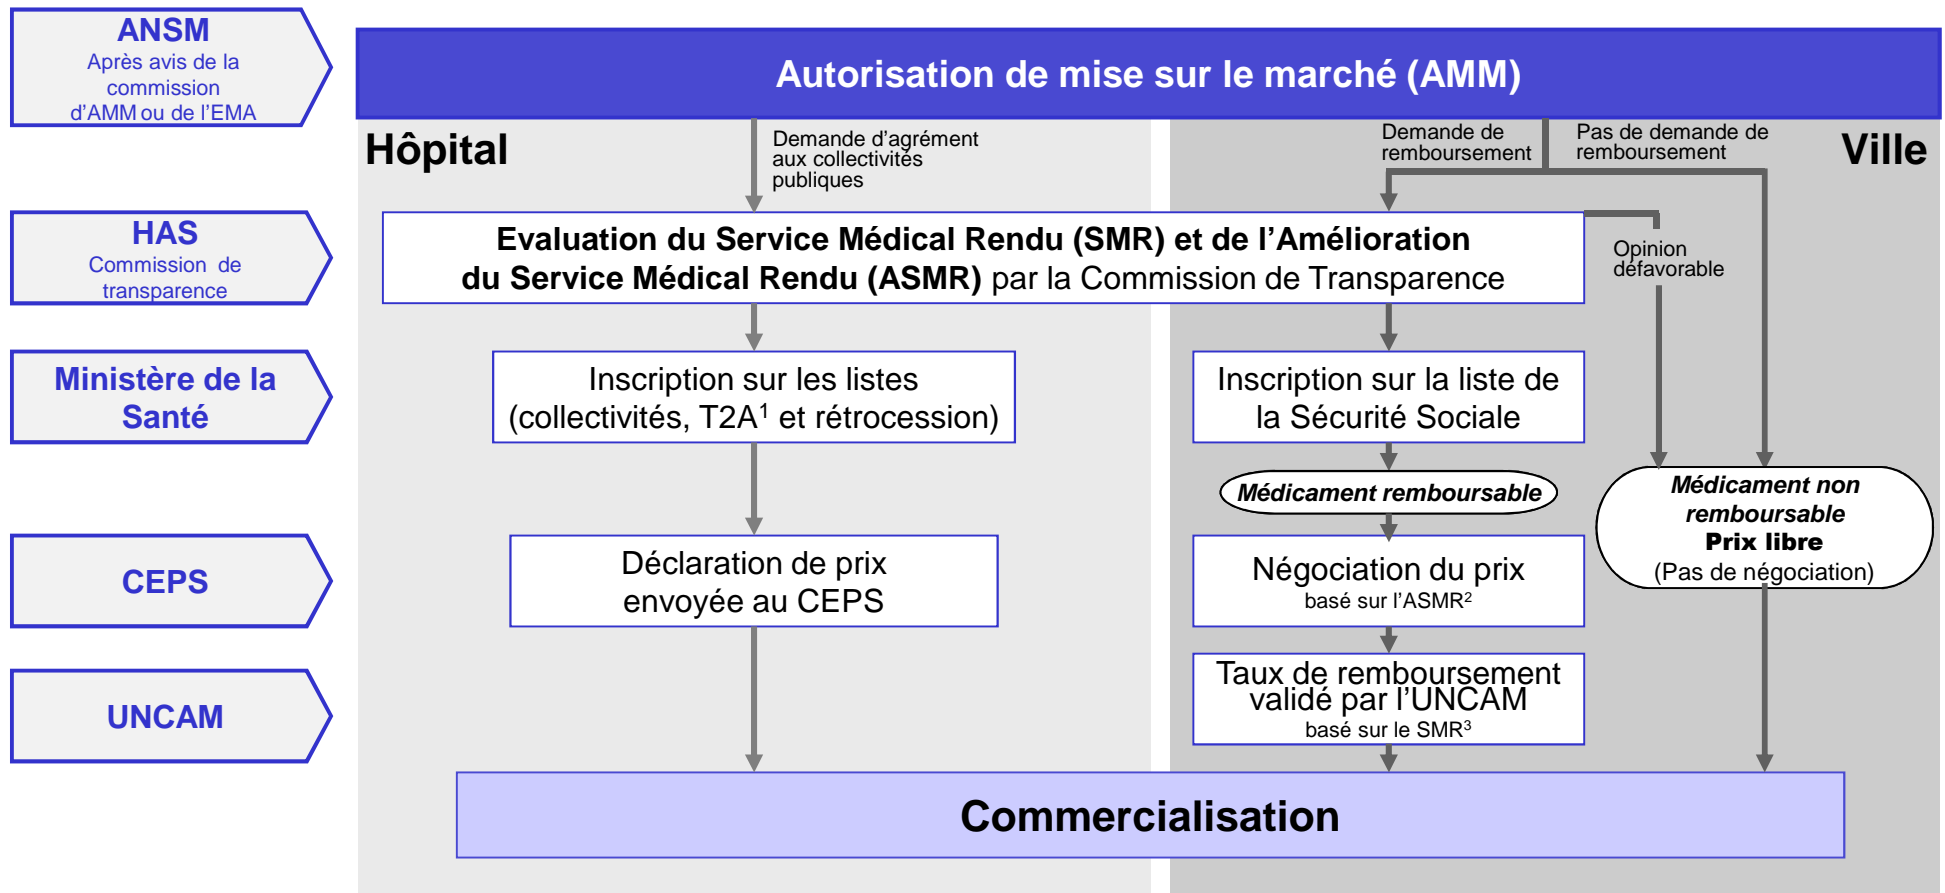 ANSM
Après avis de la
commission
d’AMM ou de l’EMA
Autorisation de mise sur le marché (AMM)
Hôpital
Demande d’agrément
aux collectivités
publiques
Demande de
remboursement
Pas de demande de
remboursement
Ville
HAS
Commission de
transparence
Evaluation du Service Médical Rendu (SMR) et de l’Amélioration
du Service Médical Rendu (ASMR) par la Commission de Transparence
Opinion
défavorable
Ministère de la
Santé
Inscription sur les listes
(collectivités, T2A¹ et rétrocession)
Inscription sur la liste de
la Sécurité Sociale
Médicament remboursable
Médicament non
remboursable
Prix libre
(Pas de négociation)
CEPS
Déclaration de prix
envoyée au CEPS
Négociation du prix
basé sur l’ASMR²
UNCAM
Taux de remboursement
validé par l’UNCAM
basé sur le SMR³
Commercialisation